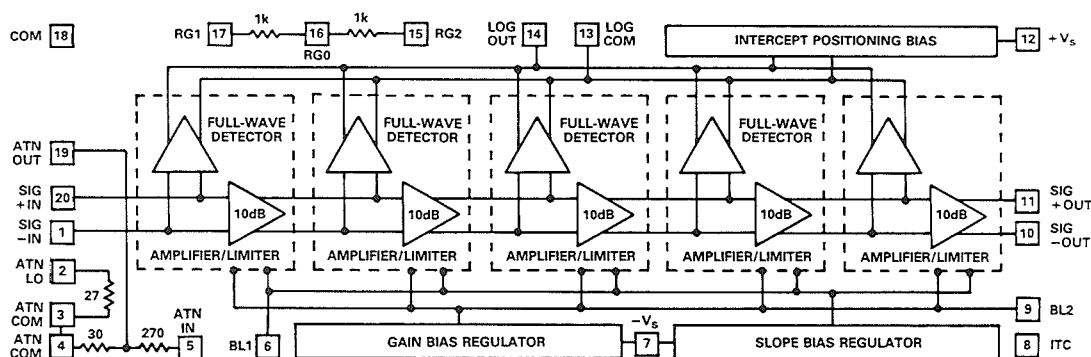 COM 18
RG1 17 1k 16 1k 15 RG2
RG0
LOG OUT 14
13 LOG COM
INTERCEPT POSITIONING BIAS
12 +VS
FULL-WAVE DETECTOR
FULL-WAVE DETECTOR
FULL-WAVE DETECTOR
FULL-WAVE DETECTOR
FULL-WAVE DETECTOR
ATN OUT 19
SIG +IN 20
SIG −IN 1
10dB
10dB
10dB
10dB
10dB
11 SIG +OUT
10 SIG −OUT
AMPLIFIER/LIMITER
AMPLIFIER/LIMITER
AMPLIFIER/LIMITER
AMPLIFIER/LIMITER
AMPLIFIER/LIMITER
ATN LO 2
27
ATN COM 3
ATN COM 4
30
270
ATN IN
5
BL1 6
GAIN BIAS REGULATOR
−VS
7
SLOPE BIAS REGULATOR
9 BL2
8 ITC